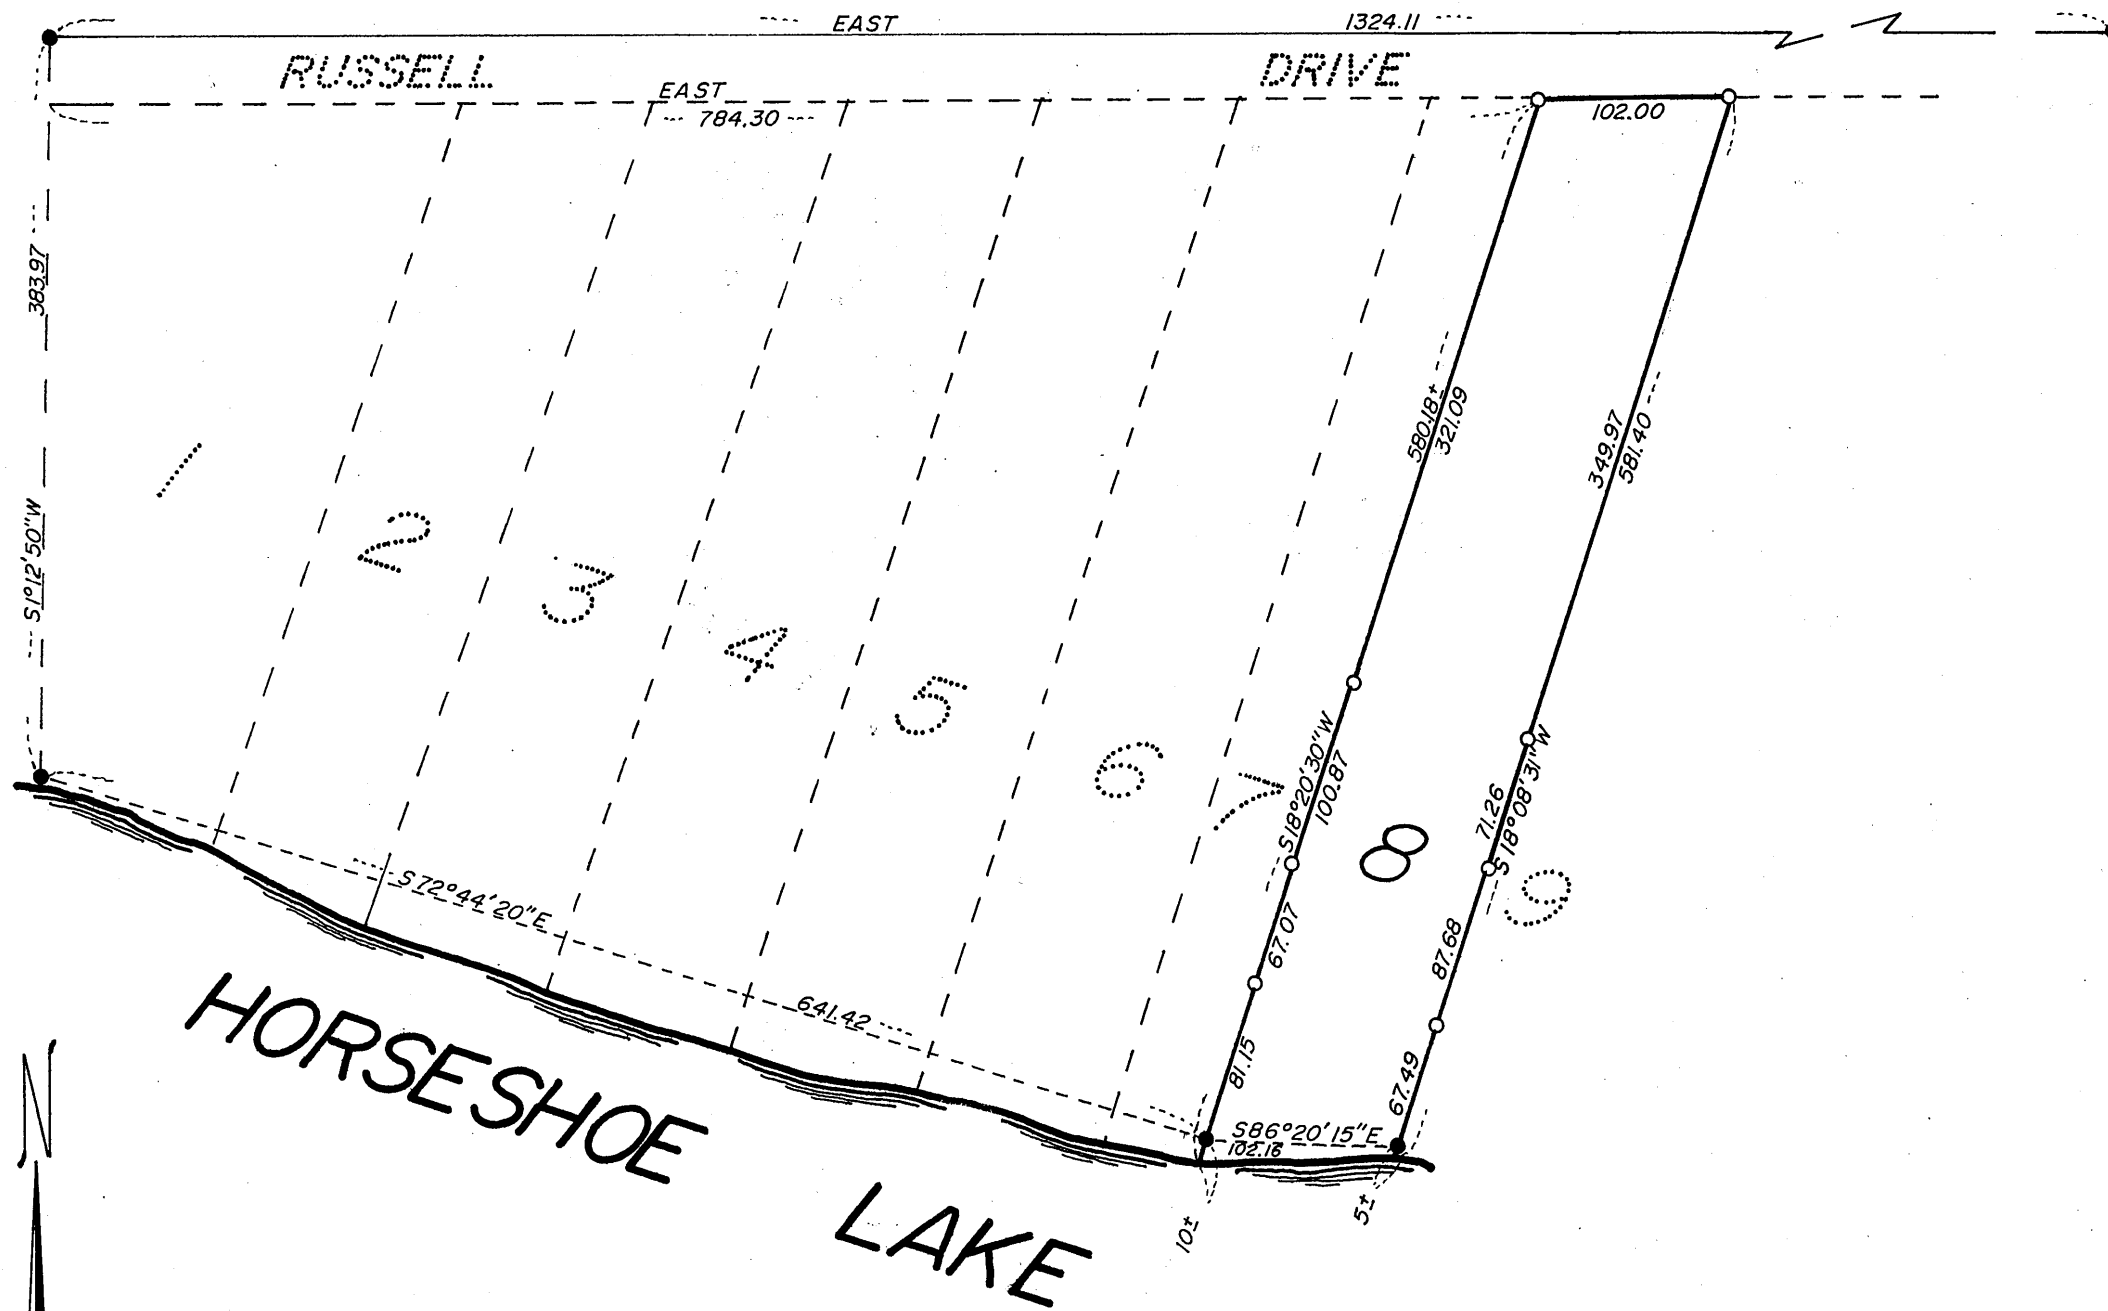 EAST 1324.11
RUSSELL DRIVE
EAST
784.30
102.00
383.97
S1°12'50"W
580.18±
321.09
349.97
581.40
1
2
3
4
5
6
7
8
9
S18°20'30"W
100.87
71.26
S18°08'31"W
67.07
87.68
81.15
67.49
S72°44'20"E
641.42
S86°20'15"E
102.16
10±
5±
HORSESHOE
LAKE
N